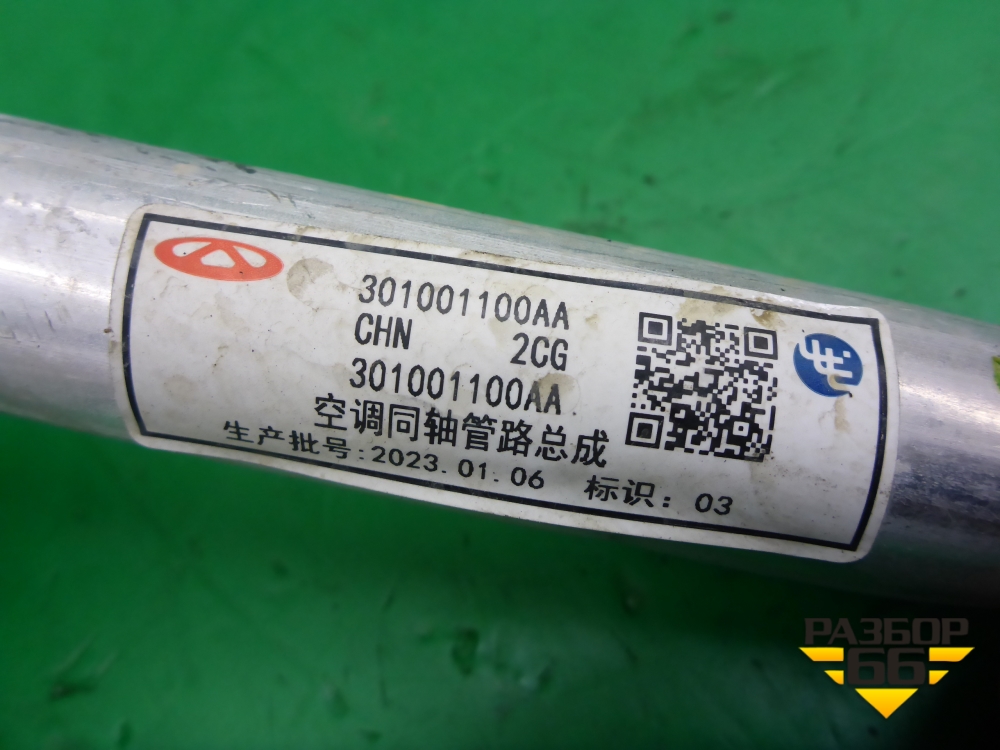 301001100AA
CHN 2CG
301001100AA
空调同轴管路总成
生产批号:2023.01.06 标识: 03
РАЗБОР
66